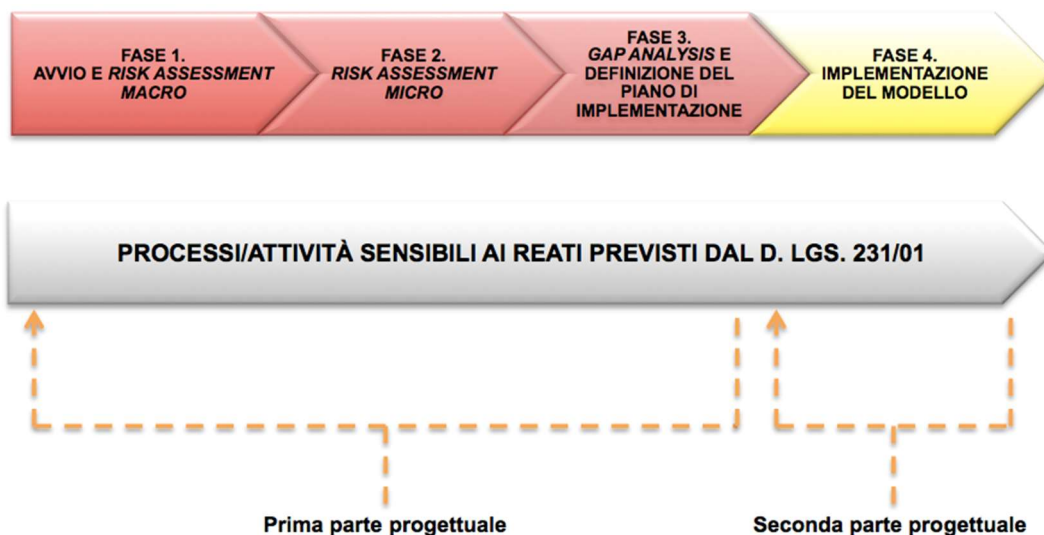 FASE 1.
AVVIO E RISK ASSESSMENT
MACRO
FASE 2.
RISK ASSESSMENT
MICRO
FASE 3.
GAP ANALYSIS E
DEFINIZIONE DEL
PIANO DI
IMPLEMENTAZIONE
FASE 4.
IMPLEMENTAZIONE
DEL MODELLO
PROCESSI/ATTIVITÀ SENSIBILI AI REATI PREVISTI DAL D. LGS. 231/01
Prima parte progettuale
Seconda parte progettuale